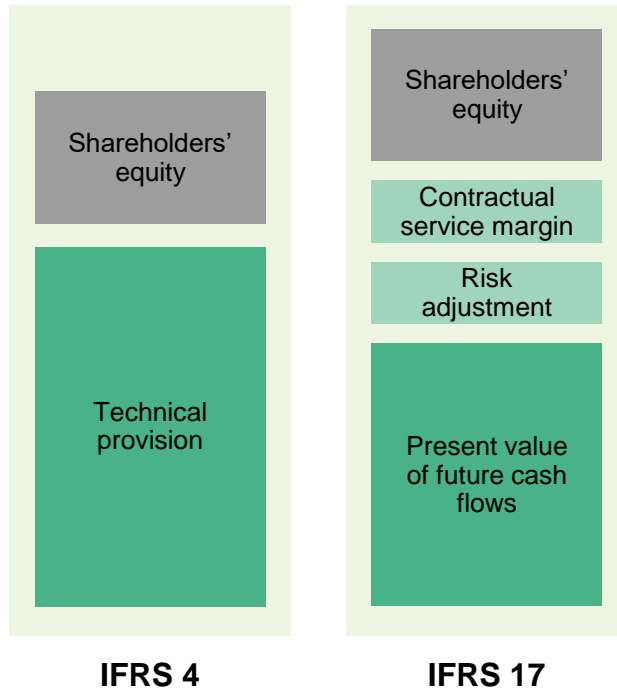 Shareholders’
equity
Technical
provision
IFRS 4
Shareholders’
equity
Contractual
service margin
Risk
adjustment
Present value
of future cash
flows
IFRS 17